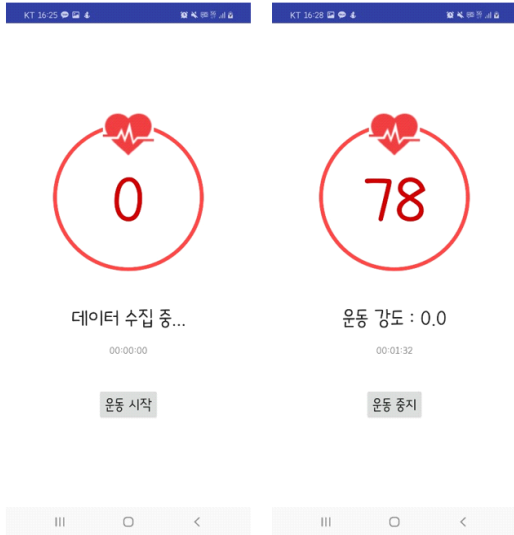 KT 16:25
0
데이터 수집 중...
00:00:00
운동 시작
KT 16:28
78
운동 강도 : 0.0
00:01:32
운동 중지